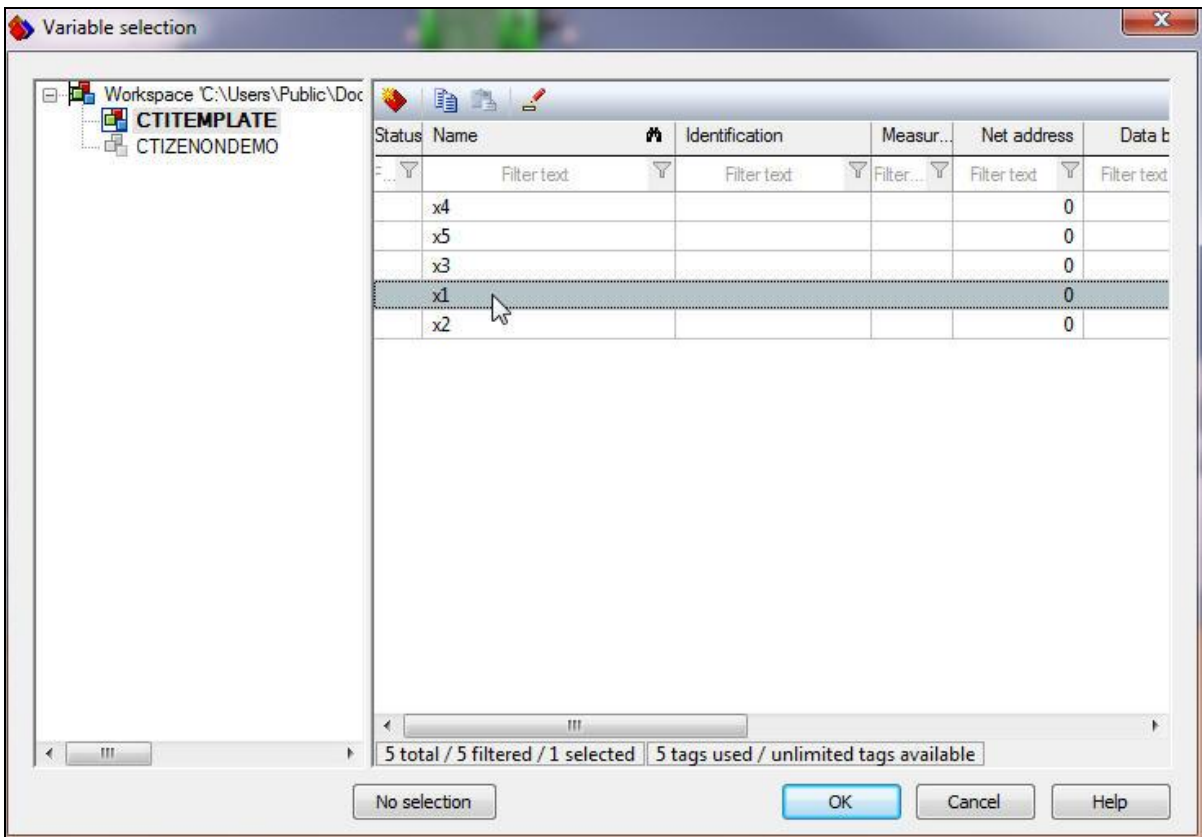 Variable selection
x
Workspace 'C:\Users\Public\Doc
CTITEMPLATE
CTIZENONDEMO
Status Name Identification Measur... Net address Data b
F... Filter text Filter text Filter... Filter text Filter text
x4 0
x5 0
x3 0
x1 0
x2 0
5 total / 5 filtered / 1 selected 5 tags used / unlimited tags available
No selection OK Cancel Help